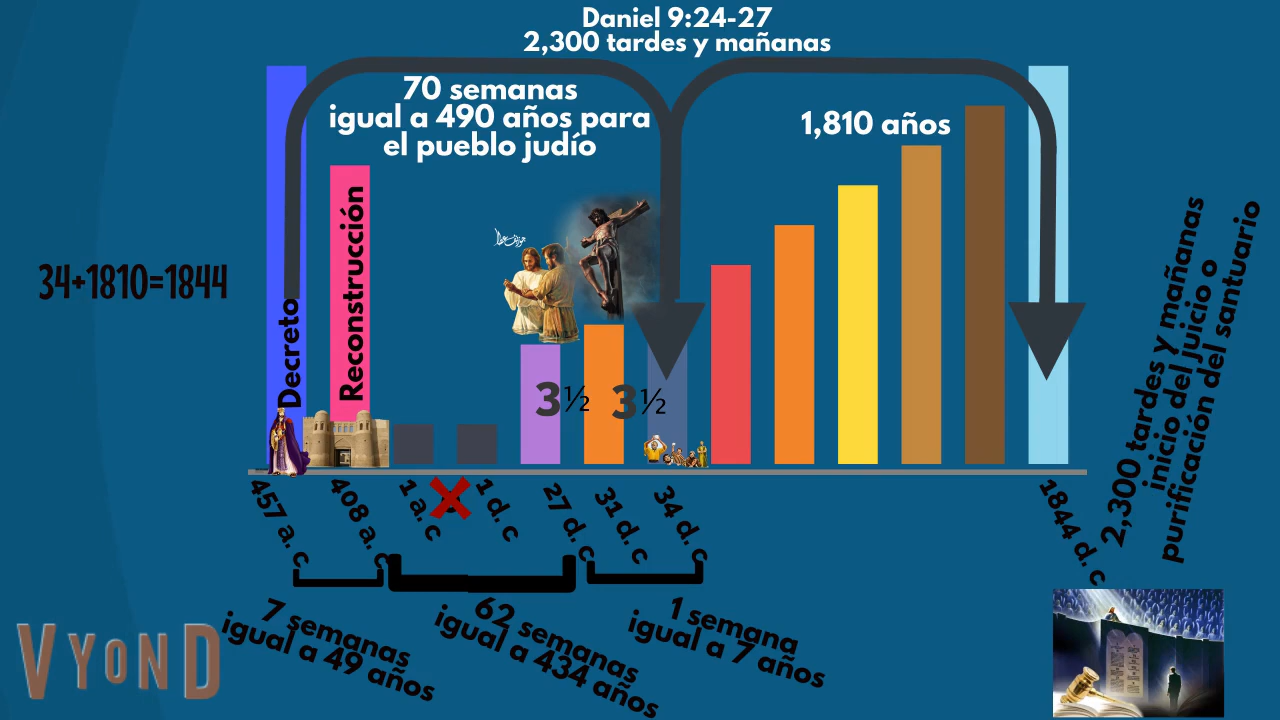 Daniel 9:24-27
2,300 tardes y mañanas
70 semanas
igual a 490 años para
el pueblo judío
1,810 años
34+1810=1844
Decreto
Reconstrucción
3½
3½
457 a. c
408 a. c
1 a. c
1 d. c
27 d. c
31 d. c
34 d. c
1844 d. c
7 semanas
igual a 49 años
62 semanas
igual a 434 años
1 semana
igual a 7 años
2,300 tardes y mañanas
inicio del juicio o
purificación del santuario
VYOND